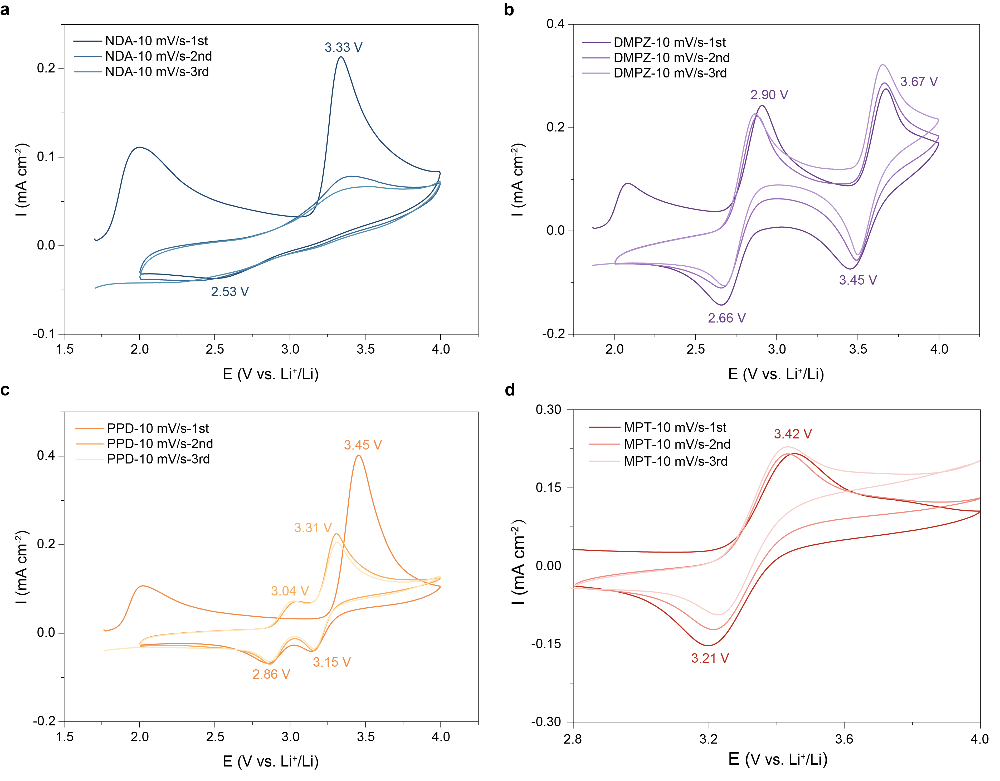 a
NDA-10 mV/s-1st
NDA-10 mV/s-2nd
NDA-10 mV/s-3rd
3.33 V
2.53 V
0.2
0.1
0.0
-0.1
I (mA cm⁻²)
1.5 2.0 2.5 3.0 3.5 4.0
E (V vs. Li⁺/Li)
b
DMPZ-10 mV/s-1st
DMPZ-10 mV/s-2nd
DMPZ-10 mV/s-3rd
2.90 V
3.67 V
3.45 V
2.66 V
0.4
0.2
0.0
-0.2
I (mA cm⁻²)
2.0 2.5 3.0 3.5 4.0
E (V vs. Li⁺/Li)
c
PPD-10 mV/s-1st
PPD-10 mV/s-2nd
PPD-10 mV/s-3rd
3.45 V
3.31 V
3.04 V
3.15 V
2.86 V
0.4
0.2
0.0
-0.2
I (mA cm⁻²)
1.5 2.0 2.5 3.0 3.5 4.0
E (V vs. Li⁺/Li)
d
MPT-10 mV/s-1st
MPT-10 mV/s-2nd
MPT-10 mV/s-3rd
3.42 V
3.21 V
0.30
0.15
0.00
-0.15
-0.30
I (mA cm⁻²)
2.8 3.2 3.6 4.0
E (V vs. Li⁺/Li)